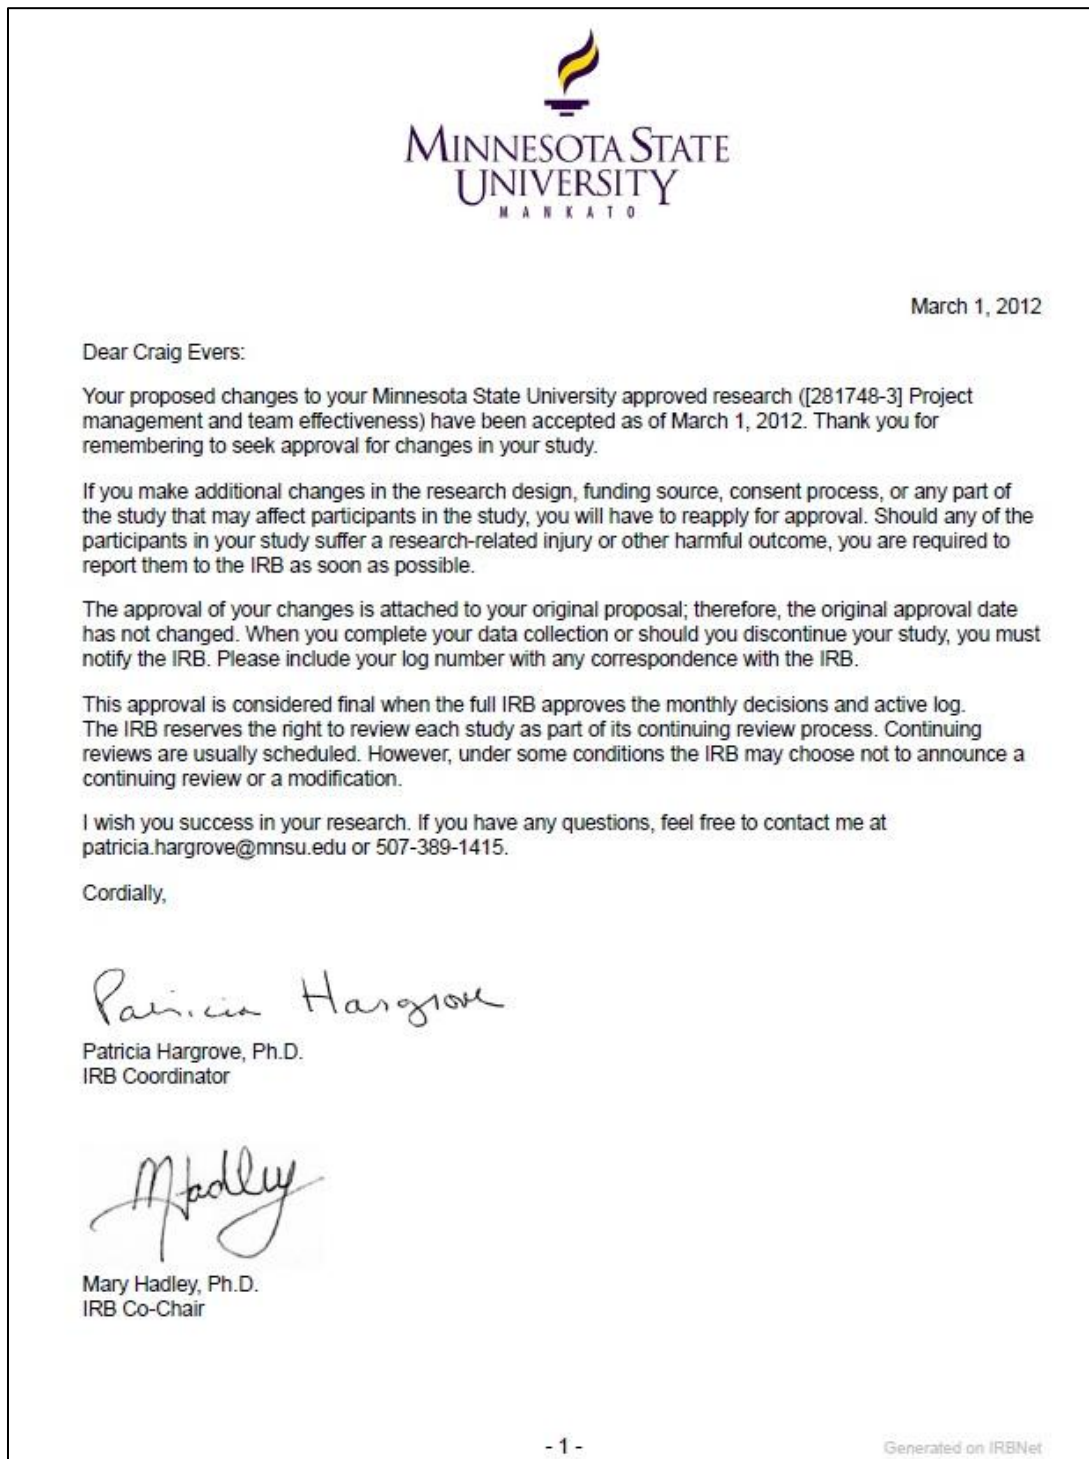 MINNESOTA STATE
UNIVERSITY
MANKATO
March 1, 2012
Dear Craig Evers:
Your proposed changes to your Minnesota State University approved research ([281748-3] Project
management and team effectiveness) have been accepted as of March 1, 2012. Thank you for
remembering to seek approval for changes in your study.
If you make additional changes in the research design, funding source, consent process, or any part of
the study that may affect participants in the study, you will have to reapply for approval. Should any of the
participants in your study suffer a research-related injury or other harmful outcome, you are required to
report them to the IRB as soon as possible.
The approval of your changes is attached to your original proposal; therefore, the original approval date
has not changed. When you complete your data collection or should you discontinue your study, you must
notify the IRB. Please include your log number with any correspondence with the IRB.
This approval is considered final when the full IRB approves the monthly decisions and active log.
The IRB reserves the right to review each study as part of its continuing review process. Continuing
reviews are usually scheduled. However, under some conditions the IRB may choose not to announce a
continuing review or a modification.
I wish you success in your research. If you have any questions, feel free to contact me at
patricia.hargrove@mnsu.edu or 507-389-1415.
Cordially,
Patricia Hargrove
Patricia Hargrove, Ph.D.
IRB Coordinator
MHadley
Mary Hadley, Ph.D.
IRB Co-Chair
- 1 -
Generated on IRBNet